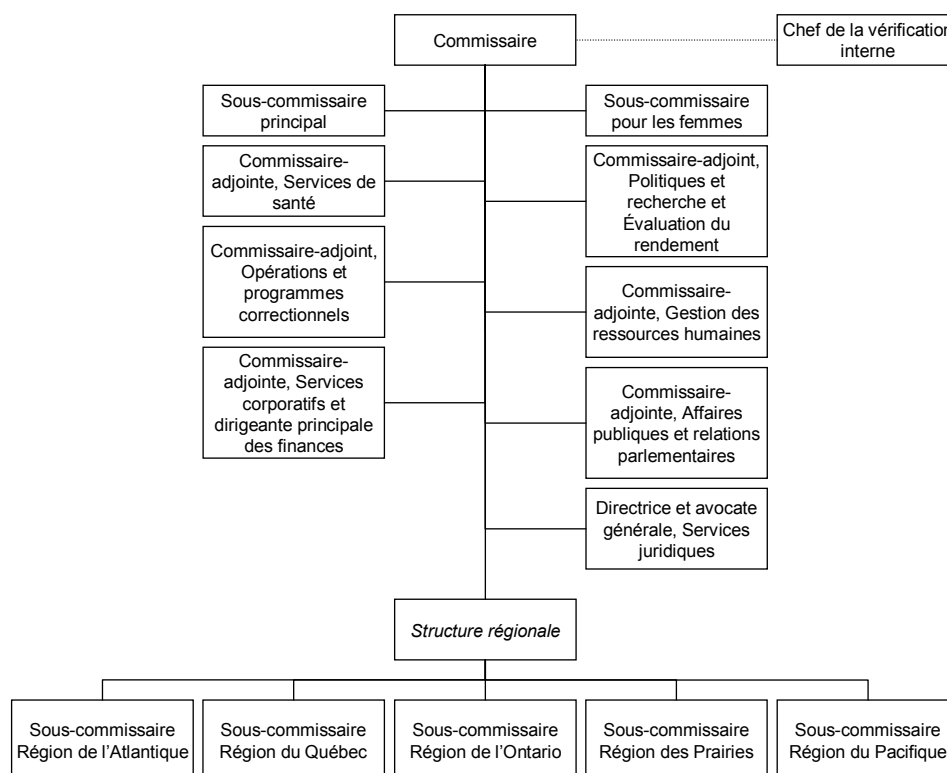 Commissaire
Chef de la vérification
interne
Sous-commissaire
principal
Sous-commissaire
pour les femmes
Commissaire-
adjointe, Services de
santé
Commissaire-adjoint,
Politiques et
recherche et
Évaluation du
rendement
Commissaire-adjoint,
Opérations et
programmes
correctionnels
Commissaire-
adjointe, Gestion des
ressources humaines
Commissaire-
adjointe, Services
corporatifs et
dirigeante principale
des finances
Commissaire-
adjointe, Affaires
publiques et relations
parlementaires
Directrice et avocate
générale, Services
juridiques
Structure régionale
Sous-commissaire
Région de l’Atlantique
Sous-commissaire
Région du Québec
Sous-commissaire
Région de l’Ontario
Sous-commissaire
Région des Prairies
Sous-commissaire
Région du Pacifique